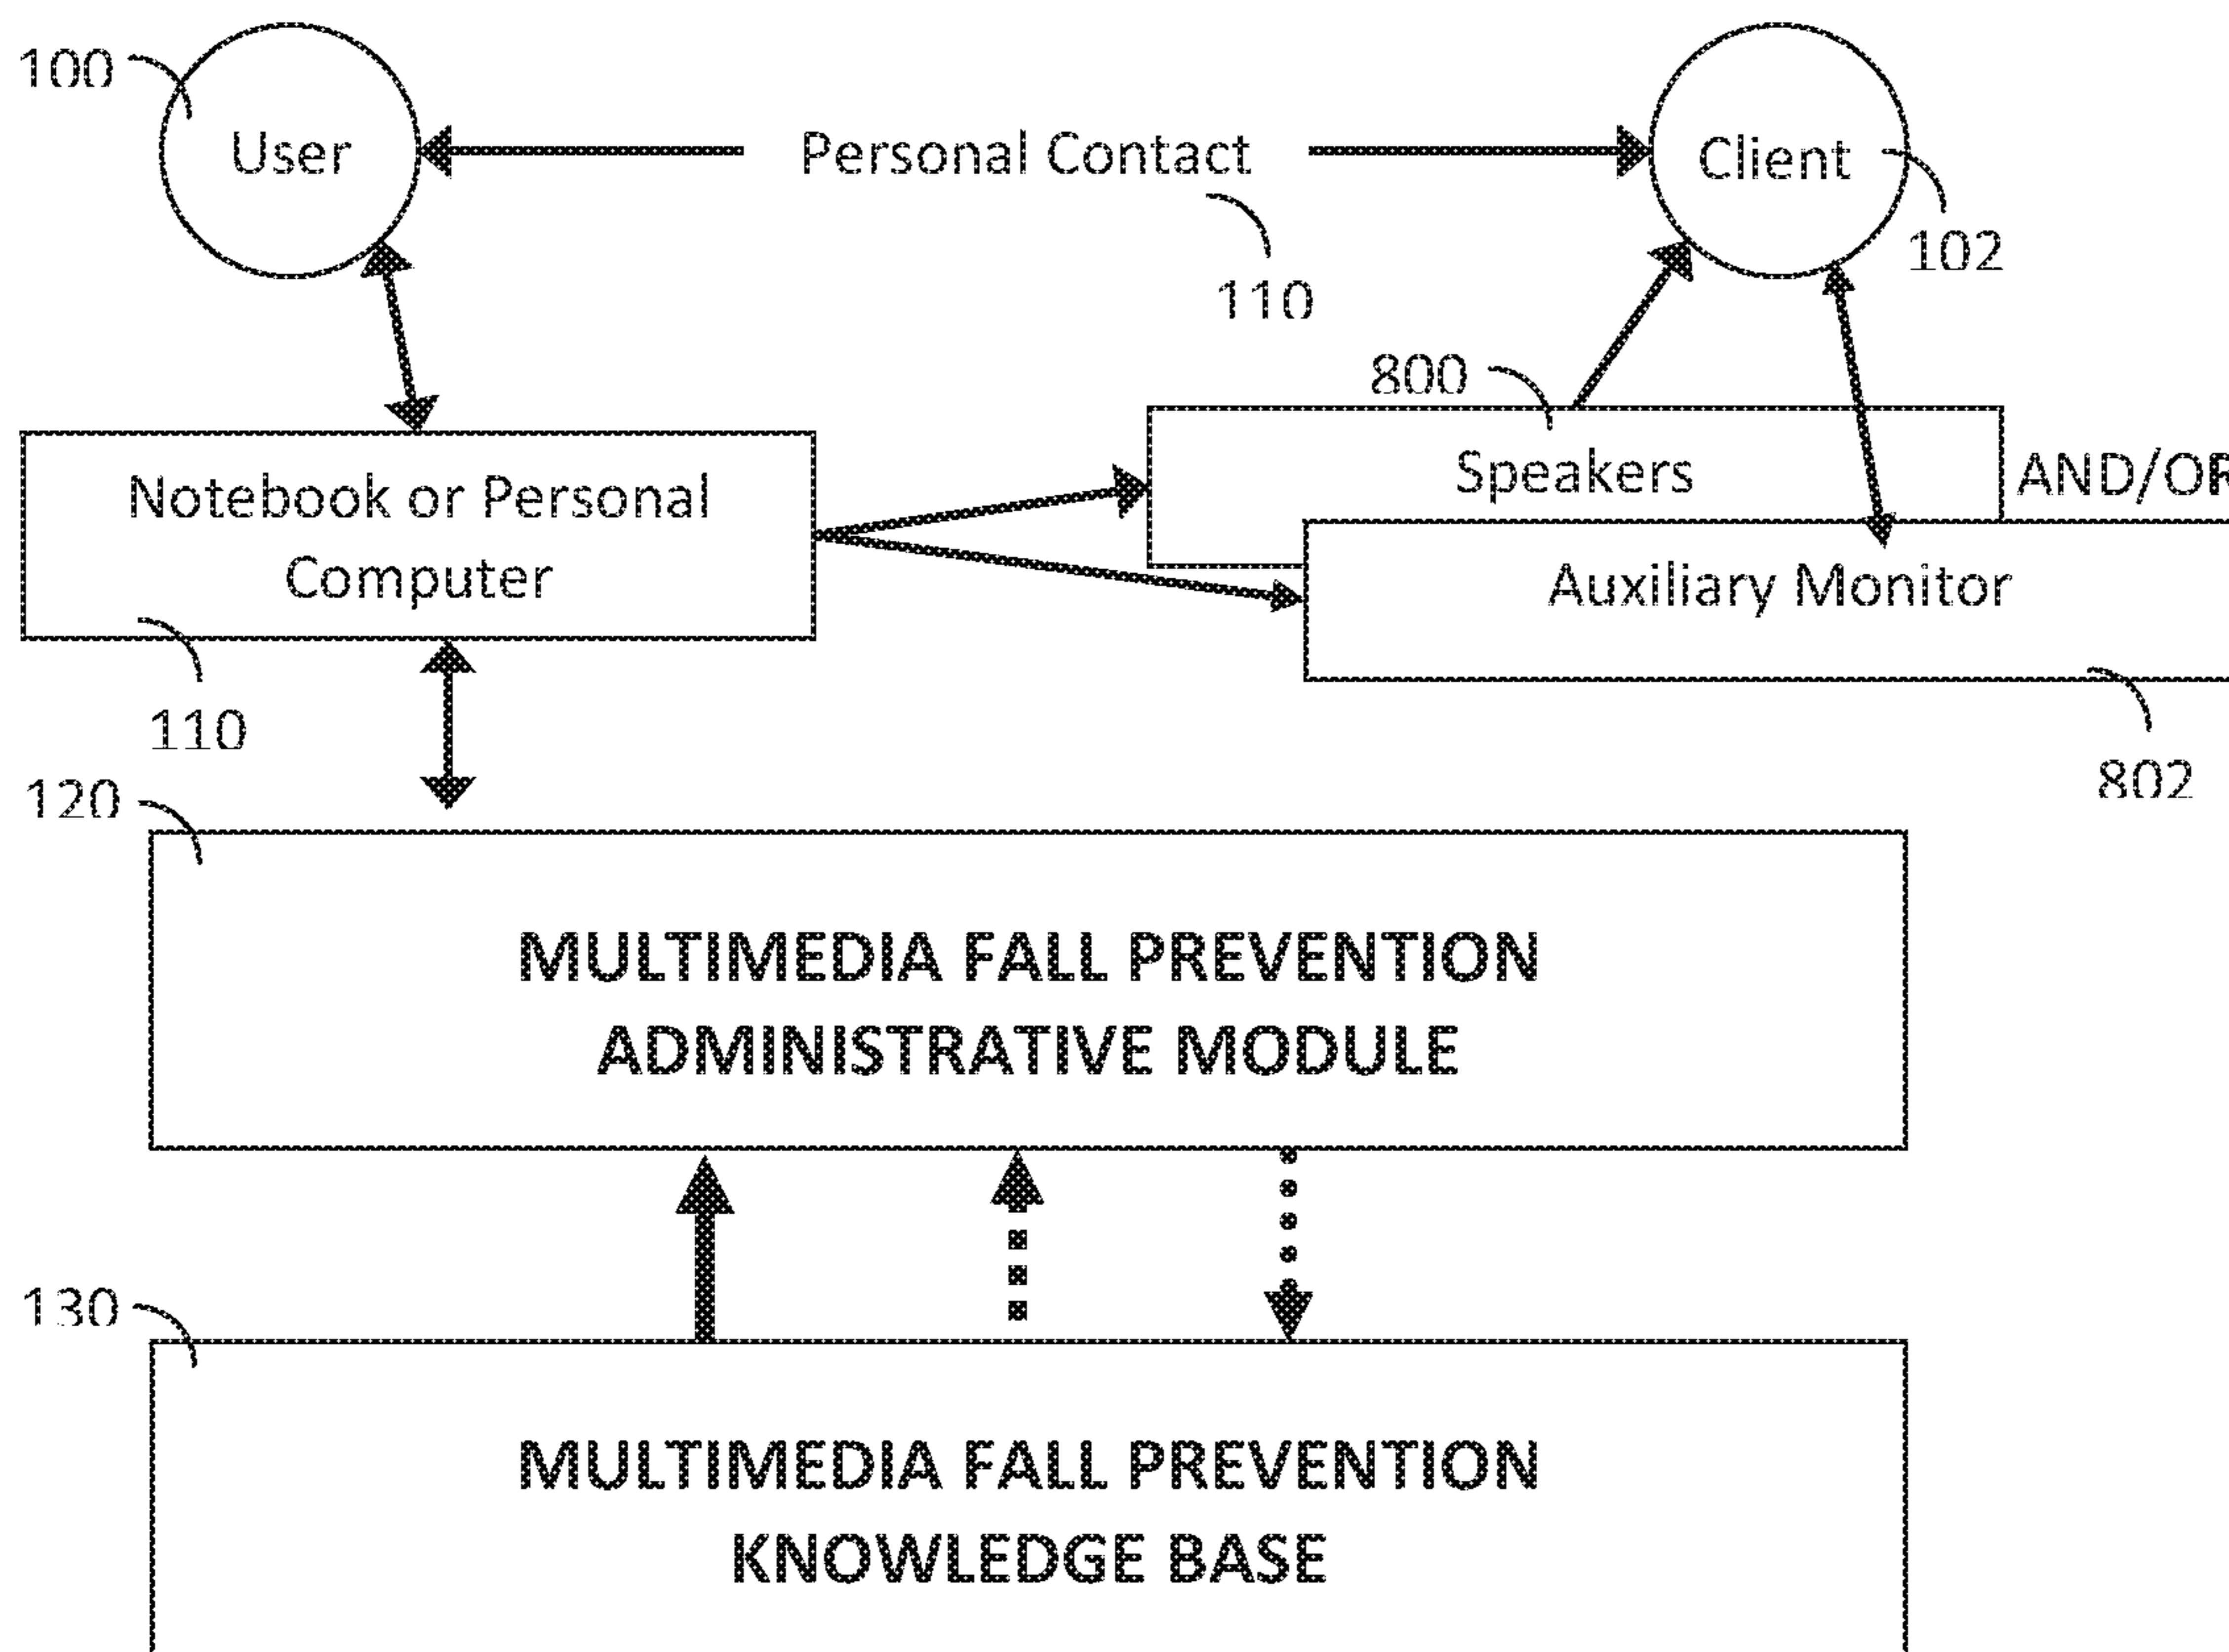 100
User
Personal Contact
Client
102
110
800
Speakers
AND/OR
Notebook or Personal
Computer
Auxiliary Monitor
110
802
120
MULTIMEDIA FALL PREVENTION
ADMINISTRATIVE MODULE
130
MULTIMEDIA FALL PREVENTION
KNOWLEDGE BASE